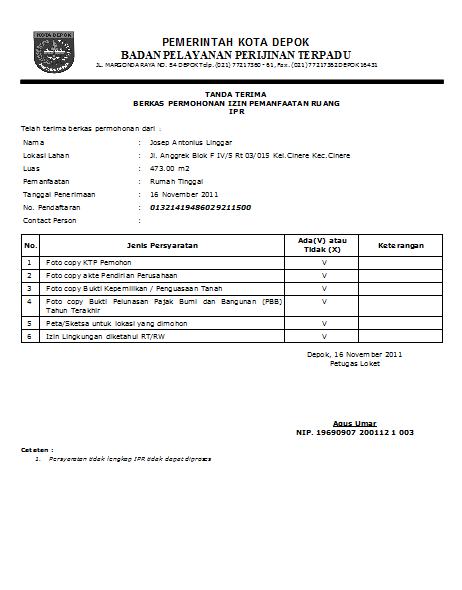 KOTA DEPOK
PEMERINTAH KOTA DEPOK
BADAN PELAYANAN PERIJINAN TERPADU
JL. MARGONDA RAYA NO. 54 DEPOK Telp. (021) 77217360 - 61, Fax. (021) 77217362 DEPOK 16431
TANDA TERIMA
BERKAS PERMOHONAN IZIN PEMANFAATAN RUANG
IPR
Telah terima berkas permohonan dari :
Nama : Josep Antonius Linggar
Lokasi Lahan : Jl. Anggrek Blok F IV/5 Rt 03/015 Kel.Cinere Kec.Cinere
Luas : 473.00 m2
Pemanfaatan : Rumah Tinggal
Tanggal Penerimaan : 16 November 2011
No. Pendaftaran : 01321419486029211500
Contact Person :
No. Jenis Persyaratan Ada(V) atau Tidak (X) Keterangan
1 Foto copy KTP Pemohon V
2 Foto copy akte Pendirian Perusahaan V
3 Foto copy Bukti Kepemilikan / Penguasaan Tanah V
4 Foto copy Bukti Pelunasan Pajak Bumi dan Bangunan (PBB) V
Tahun Terakhir
5 Peta/Sketsa untuk lokasi yang dimohon V
6 Izin Lingkungan diketahui RT/RW V
Depok, 16 November 2011
Petugas Loket
Agus Umar
NIP. 19690907 200112 1 003
Catatan :
1. Persyaratan tidak lengkap IPR tidak dapat diproses